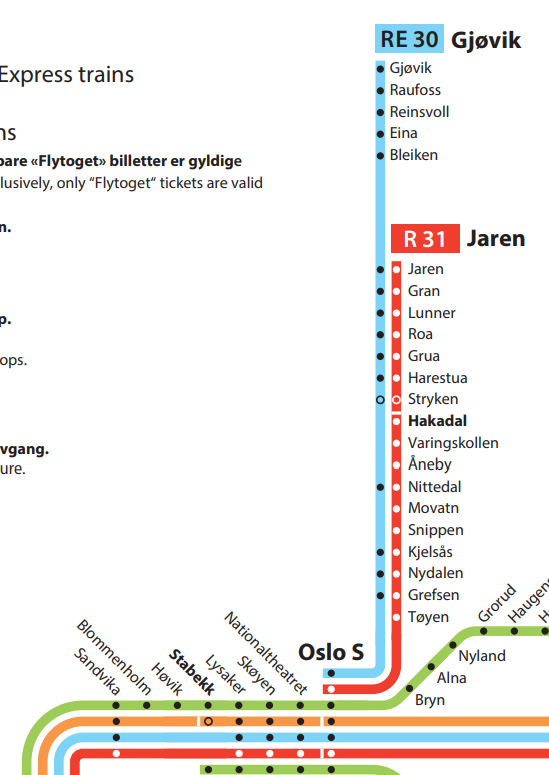 RE 30 Gjøvik
Express trains
Gjøvik
Raufoss
Reinsvoll
ns
Eina
Bleiken
bare «Flytoget» billetter er gyldige
lusively, only “Flytoget“ tickets are valid
n.
R 31 Jaren
Jaren
Gran
Lunner
p.
Roa
Grua
ops.
Harestua
Stryken
Hakadal
Varingskollen
vgang.
Åneby
ure.
Nittedal
Movatn
Snippen
Kjelsås
Nydalen
Grefsen
Tøyen
Grorud
Haugen
H
Oslo S
Sandvika
Blommenholm
Høvik
Stabekk
Lysaker
Skøyen
Nationaltheatret
Nyland
Alna
Bryn